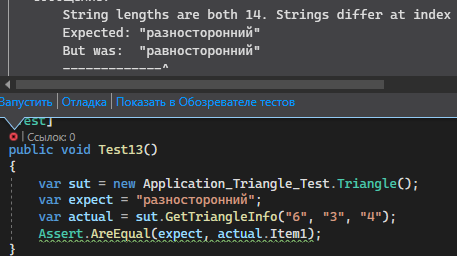 String lengths are both 14. Strings differ at index
Expected: "разносторонний"
But was:  "равносторонний"
-------------^
Запустить | Отладка | Показать в Обозревателе тестов
est]
| Ссылок: 0
public void Test13()
{
var sut = new Application_Triangle_Test.Triangle();
var expect = "разносторонний";
var actual = sut.GetTriangleInfo("6", "3", "4");
Assert.AreEqual(expect, actual.Item1);
}